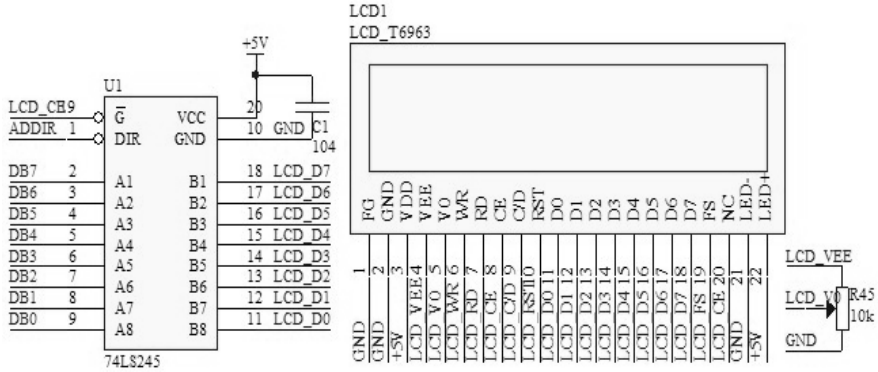 LCD1
LCD_T6963
+5V
U1
LCD_CE 19 G VCC 20
ADDIR 1 DIR GND 10 GND
C1
104
DB7 2 A1 B1 18 LCD_D7
DB6 3 A2 B2 17 LCD_D6
DB5 4 A3 B3 16 LCD_D5
DB4 5 A4 B4 15 LCD_D4
DB3 6 A5 B5 14 LCD_D3
DB2 7 A6 B6 13 LCD_D2
DB1 8 A7 B7 12 LCD_D1
DB0 9 A8 B8 11 LCD_D0
74LS245
FG GND VDD VEE VO WR RD CE C/D RST D0 D1 D2 D3 D4 D5 D6 D7 FS NC LED- LED+
1 2 3 4 5 6 7 8 9 10 11 12 13 14 15 16 17 18 19 20 21 22
GND GND +5V LCD_VEE LCD_VO LCD_WR LCD_RD LCD_CE LCD_C/D LCD_RST LCD_D0 LCD_D1 LCD_D2 LCD_D3 LCD_D4 LCD_D5 LCD_D6 LCD_D7 LCD_FS LCD_CE GND +5V
LCD_VEE
LCD_V0 R45
10k
GND